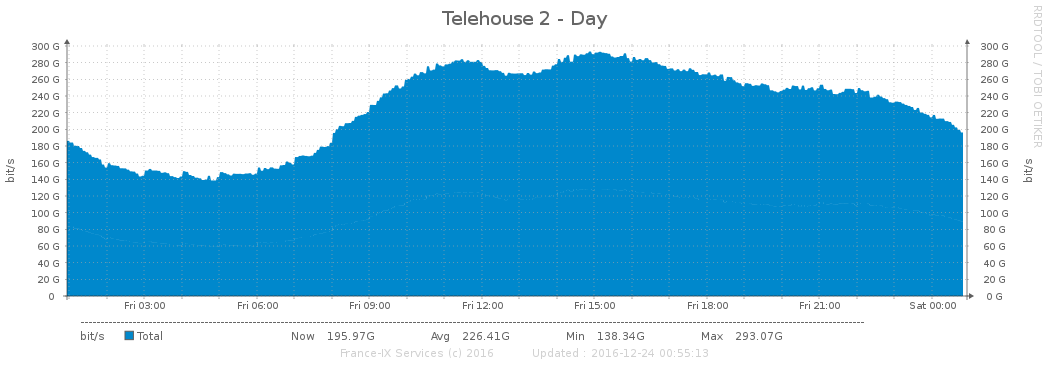 Telehouse 2 - Day
RRDTOOL / TOBI OETIKER
bit/s
300 G 300 G
280 G 280 G
260 G 260 G
240 G 240 G
220 G 220 G
200 G 200 G
180 G 180 G
160 G 160 G
140 G 140 G
120 G 120 G
100 G 100 G
80 G 80 G
60 G 60 G
40 G 40 G
20 G 20 G
0 0 G
bit/s
Fri 03:00 Fri 06:00 Fri 09:00 Fri 12:00 Fri 15:00 Fri 18:00 Fri 21:00 Sat 00:00
bit/s Total Now 195.97G Avg 226.41G Min 138.34G Max 293.07G
France-IX Services (c) 2016 Updated : 2016-12-24 00:55:13